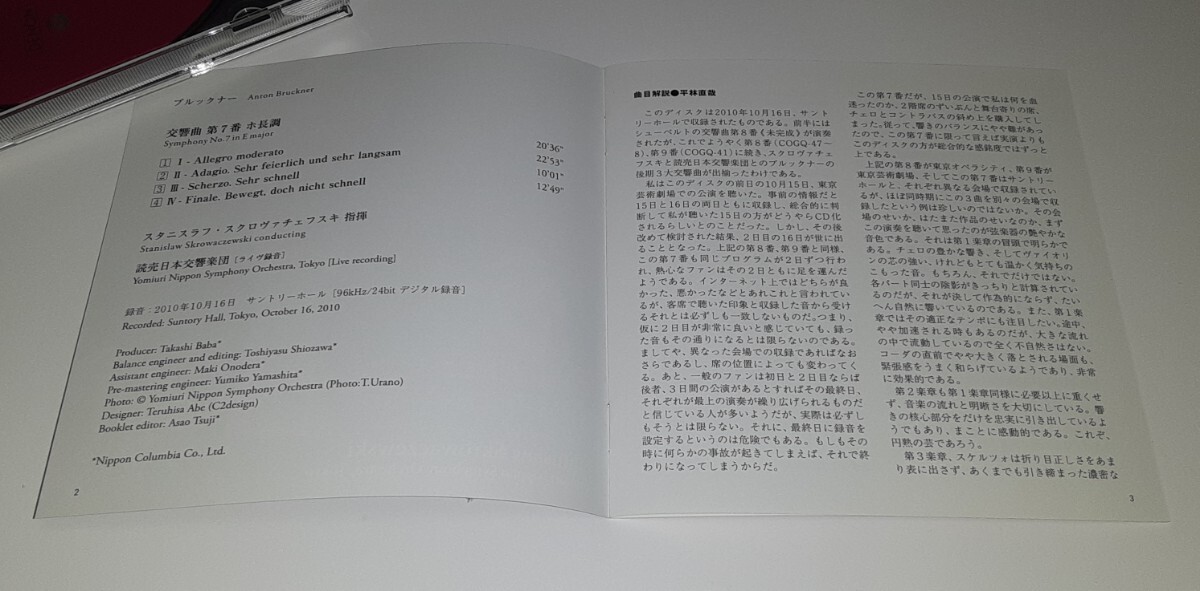 ブルックナー Anton Bruckner
交響曲 第7番 ホ長調
Symphony No.7 in E major
1 Ⅰ - Allegro moderato 20'36"
2 Ⅱ - Adagio. Sehr feierlich und sehr langsam 22'53"
3 Ⅲ - Scherzo. Sehr schnell 10'01"
4 Ⅳ - Finale. Bewegt, doch nicht schnell 12'49"
スタニスラフ・スクロヴァチェフスキ 指揮
Stanislaw Skrowaczewski conducting
読売日本交響楽団 [ライヴ録音]
Yomiuri Nippon Symphony Orchestra, Tokyo [Live recording]
録音：2010年10月16日 サントリーホール [96kHz/24bit デジタル録音]
Recorded: Suntory Hall, Tokyo, October 16, 2010
Producer: Takashi Baba*
Balance engineer and editing: Toshiyasu Shiozawa*
Assistant engineer: Maki Onodera*
Pre-mastering engineer: Yumiko Yamashita*
Photo: © Yomiuri Nippon Symphony Orchestra (Photo:T.Urano)
Designer: Teruhisa Abe (C2design)
Booklet editor: Asao Tsuji*
*Nippon Columbia Co., Ltd.
2
曲目解説●平林直哉
このディスクは2010年10月16日、サント
リーホールで収録されたものである。前半には
シューベルトの交響曲第8番《未完成》が演奏
されたが、これでようやく第8番（COGQ-47～
8）、第9番（COGQ-41）に続き、スクロヴァチェ
フスキと読売日本交響楽団とのブルックナーの
後期3大交響曲が出揃ったわけである。
私はこのディスクの前日の10月15日、東京
芸術劇場での公演を聴いた。事前の情報だと
15日と16日の両日ともに収録し、総合的に判
断して私が聴いた15日の方がどうやらCD化
されるらしいとのことだった。しかし、その後
改めて検討された結果、2日目の16日が世に出
ることとなった。上記の第8番、第9番と同様、
この第7番も同じプログラムが2日ずつ行わ
れ、熱心なファンはその2日ともに足を運んだ
ようである。インターネット上ではどちらが良
かった、悪かったなどとあれこれと言われている
が、客席で聴いた印象と収録した音から受け
るそれとは必ずしも一致しないものだ。つまり、
仮に2日目が非常に良いと感じていても、録っ
た音もその通りになるとは限らないのである。
ましてや、異なった会場での収録であればなお
さらであるし、席の位置によっても変わってく
る。あと、一般のファンは初日と2日目ならば
後者、3日間の公演があるとすればその最終日、
それぞれが最上の演奏が繰り広げられるものだ
と信じている人が多いようだが、実際は必ずし
もそうとは限らない。それに、最終日に録音を
設定するというのは危険でもある。もしもその
時に何らかの事故が起きてしまえば、それで終
わりになってしまうからだ。
この第7番だが、15日の公演で私は何を血
迷ったのか、2階席のずいぶんと舞台寄りの席、
チェロとコントラバスの斜め上を購入してし
まった。従って、響きのバランスにやや難があっ
たので、この第7番に限って言えば実演よりも
このディスクの方が総合的な感銘度ではずっと
上である。
上記の第8番が東京オペラシティ、第9番が
東京芸術劇場、そしてこの第7番はサントリー
ホールと、それぞれ異なる会場で収録されてい
るが、ほぼ同時期にこの3曲を別々の会場で収
録したという例は珍しいのではないか。その会
場のせいか、はたまた作品のせいなのか、まず
この演奏を聴いて思ったのが弦楽器の艶やかな
音色である。それは第1楽章の冒頭で明らかで
ある。チェロの豊かな響き、そしてヴァイオリ
ンの芯の強い、けれどもとても温かく気持ちの
こもった音。もちろん、それだけではない。
各パート同士の陰影がきっちりと計算されてい
るのだが、それが決して作為的にならず、たい
へん自然に響いているのである。また、第1楽
章ではその適正なテンポにも注目したい。途中、
やや加速される時もあるのだが、大きな流れ
の中で流動しているので全く不自然さはない。
コーダの直前でやや大きく落とされる場面も、
緊張感をうまく和らげているようであり、非常
に効果的である。
第2楽章も第1楽章同様に必要以上に重くせ
ず、音楽の流れと明晰さを大切にしている。響
きの核心部分をだけを忠実に引き出しているよ
うでもあり、まことに感動的である。これぞ、
円熟の芸であろう。
第3楽章、スケルツォは折り目正しさをあま
り表に出さず、あくまでも引き締まった濃密な
3